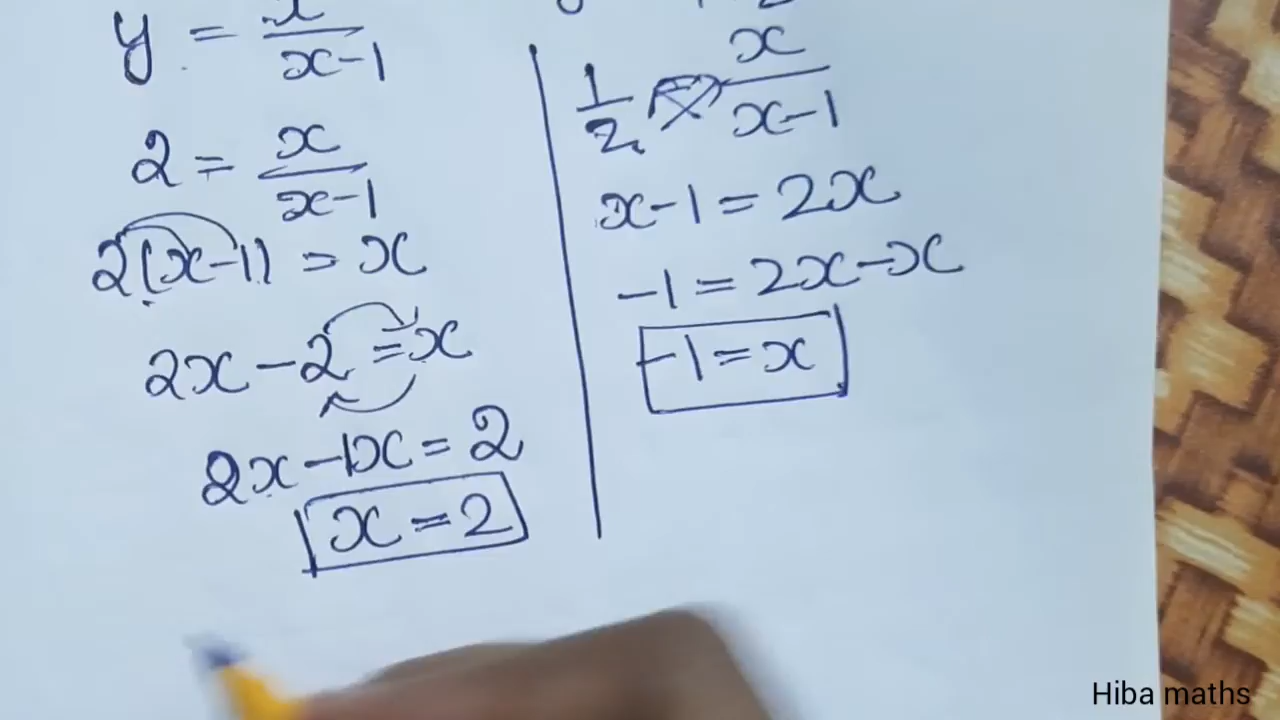 y = x/x-1
2 = x/x-1
2(x-1) = x
2x - 2 = x
2x - 1x = 2
x = 2
1/2 = x/x-1
x-1 = 2x
-1 = 2x-x
-1 = x
Hiba maths